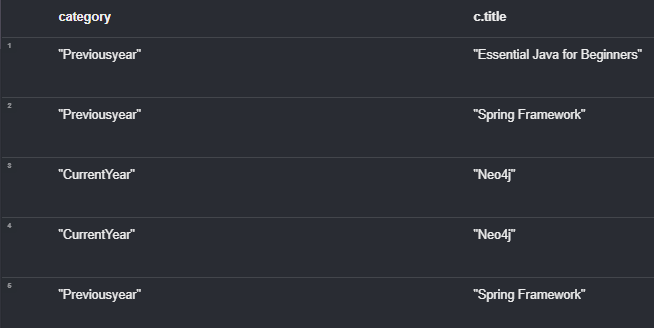 category c.title
1 "Previousyear" "Essential Java for Beginners"
2 "Previousyear" "Spring Framework"
3 "CurrentYear" "Neo4j"
4 "CurrentYear" "Neo4j"
5 "Previousyear" "Spring Framework"